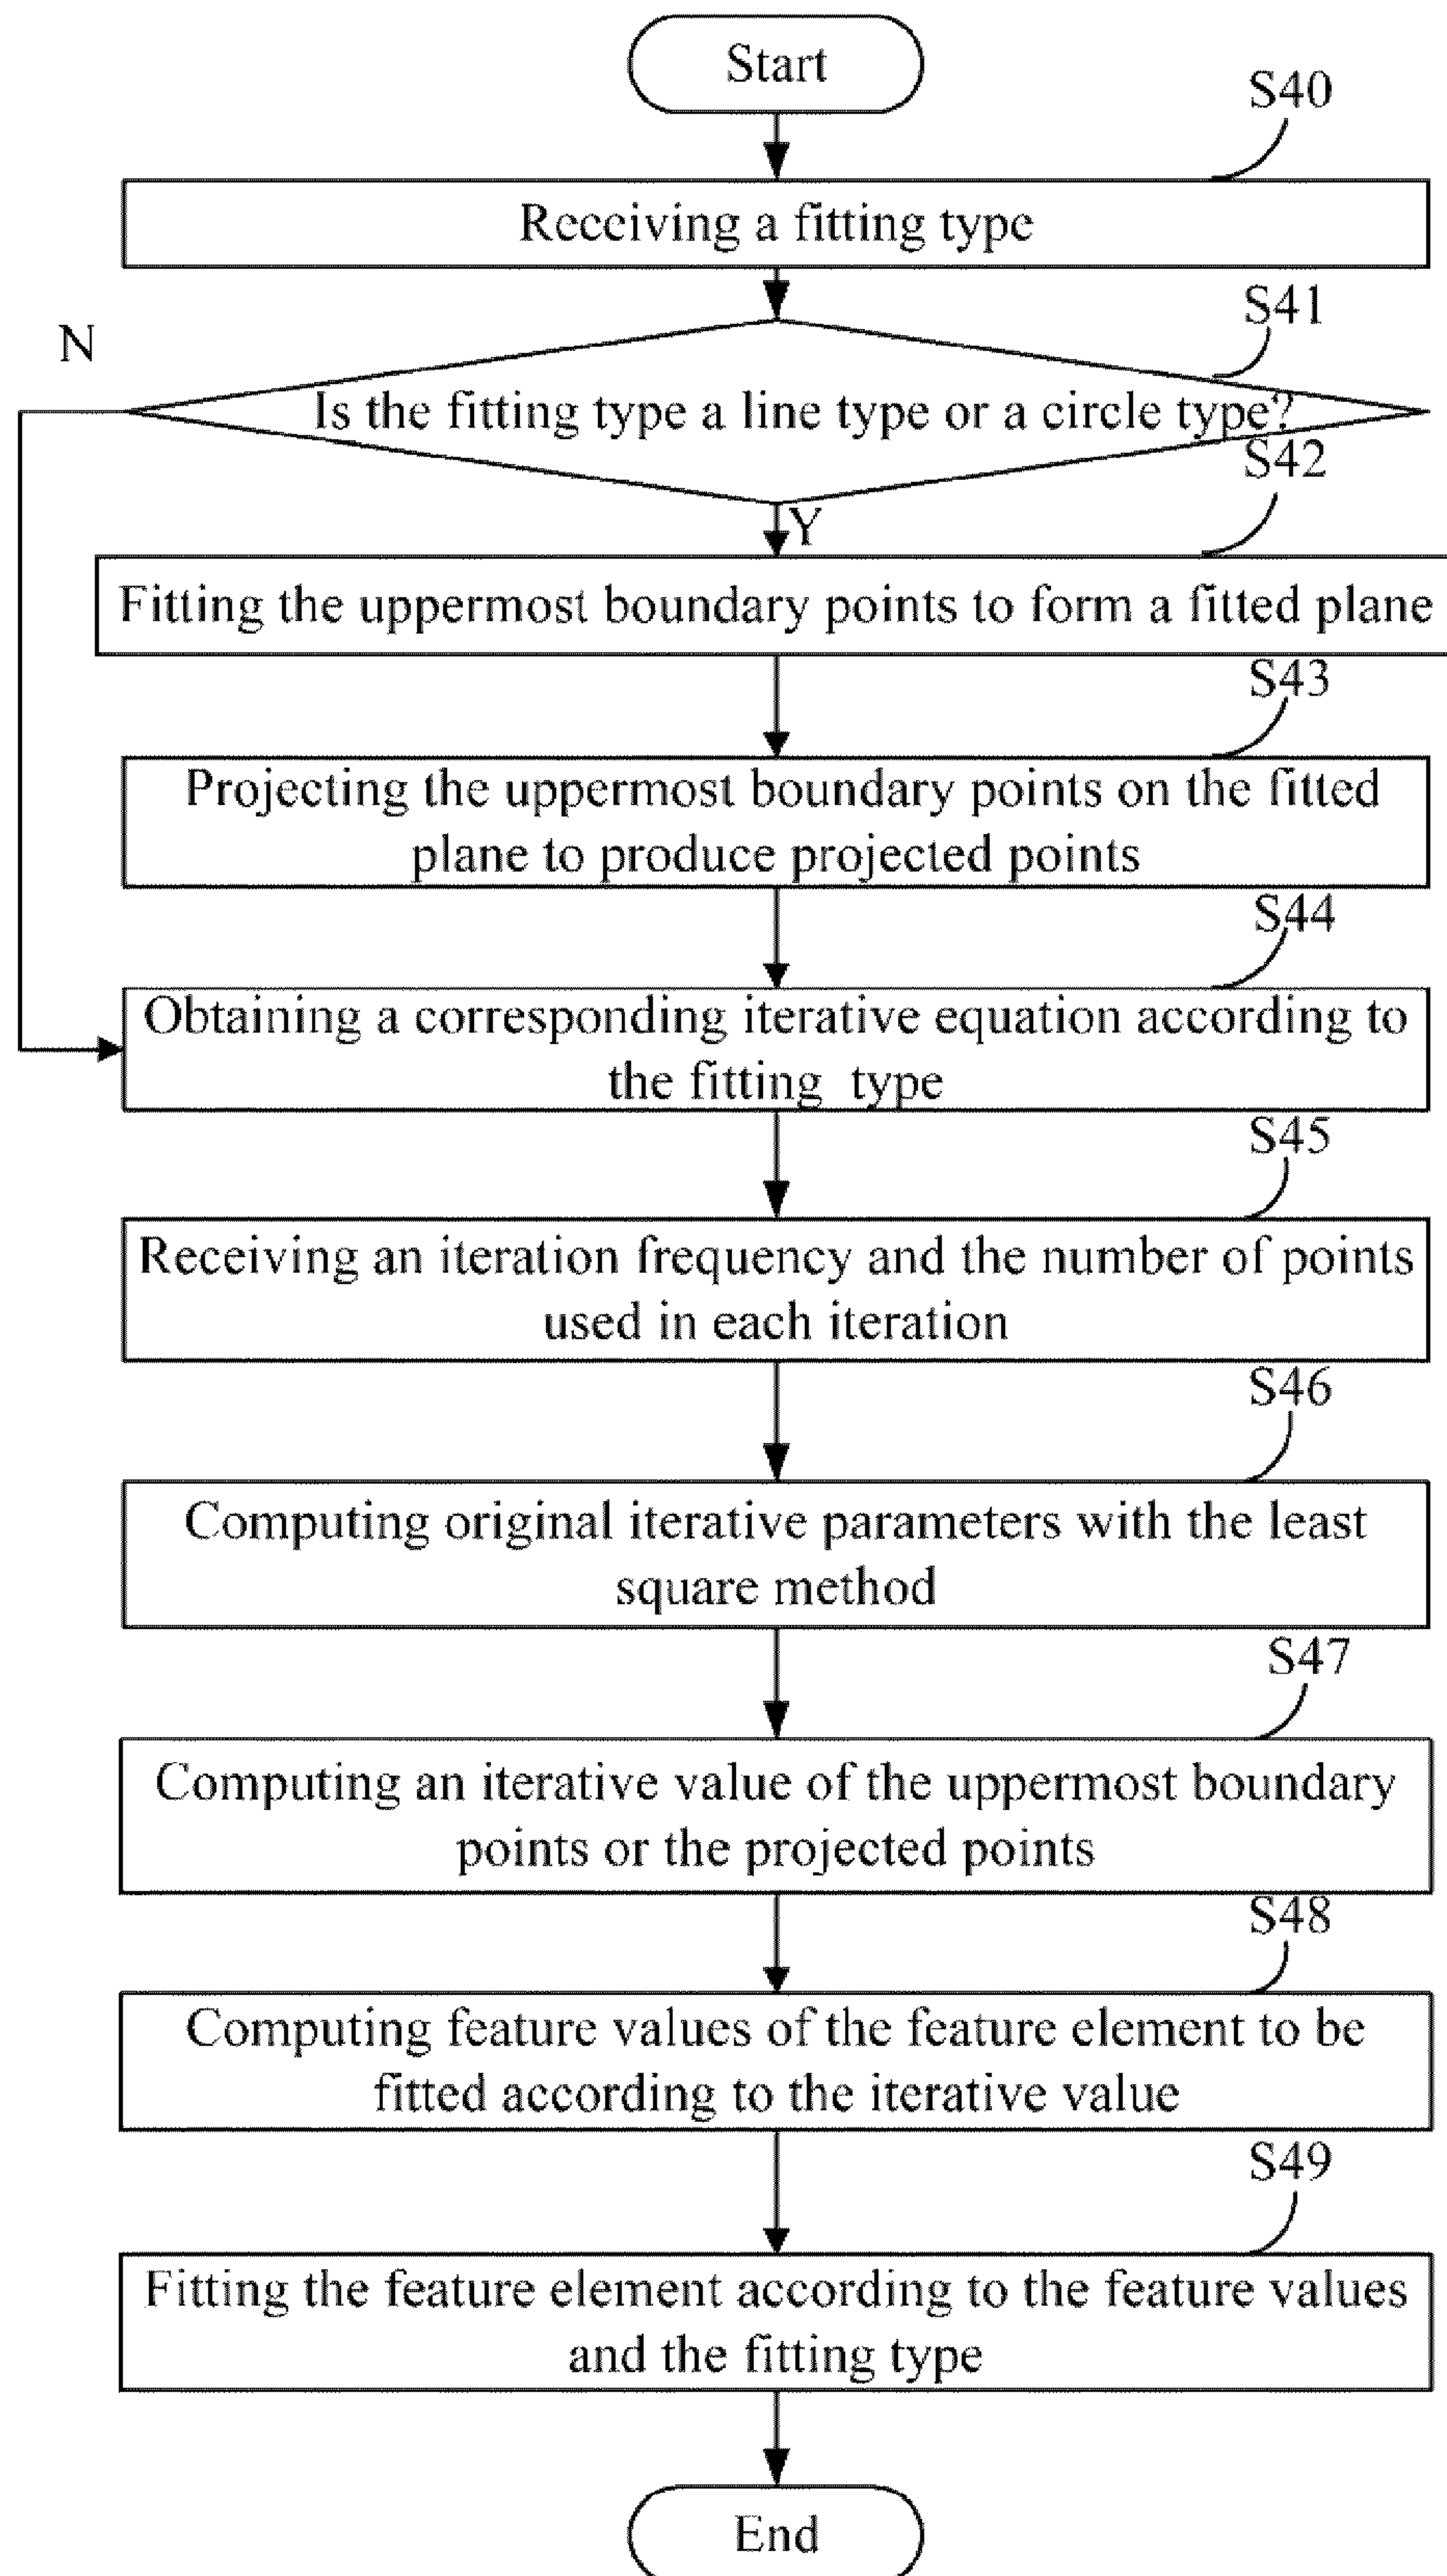 Start
S40
Receiving a fitting type
S41
N
Is the fitting type a line type or a circle type?
S42
Y
Fitting the uppermost boundary points to form a fitted plane
S43
Projecting the uppermost boundary points on the fitted
plane to produce projected points
S44
Obtaining a corresponding iterative equation according to
the fitting type
S45
Receiving an iteration frequency and the number of points
used in each iteration
S46
Computing original iterative parameters with the least
square method
S47
Computing an iterative value of the uppermost boundary
points or the projected points
S48
Computing feature values of the feature element to be
fitted according to the iterative value
S49
Fitting the feature element according to the feature values
and the fitting type
End